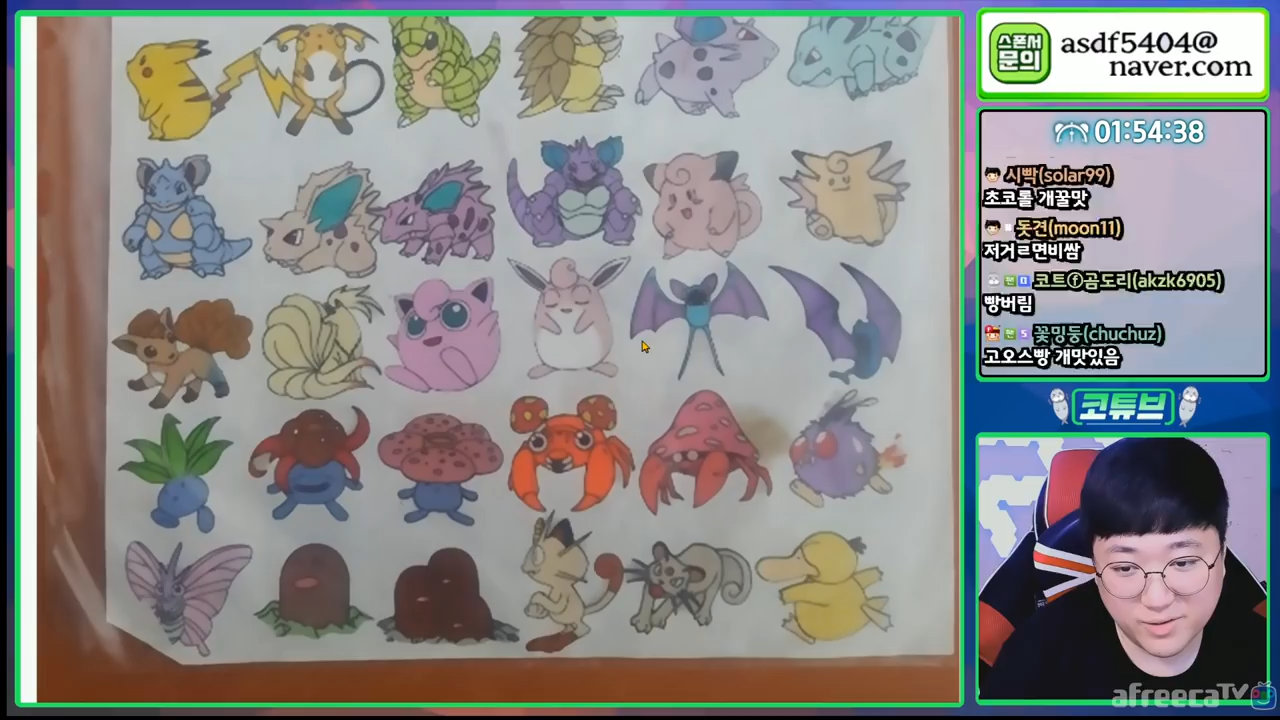 스폰서
문의
asdf5404@
naver.com
01:54:38
시빡(solar99)
초코롤 개꿀맛
돗견(moon11)
저거ㄹ면비쌈
코트ⓕ곰도리(akzk6905)
빵버림
꽃밍둥(chuchuz)
고오스빵 개맛있음
코튜브
afreecaTV